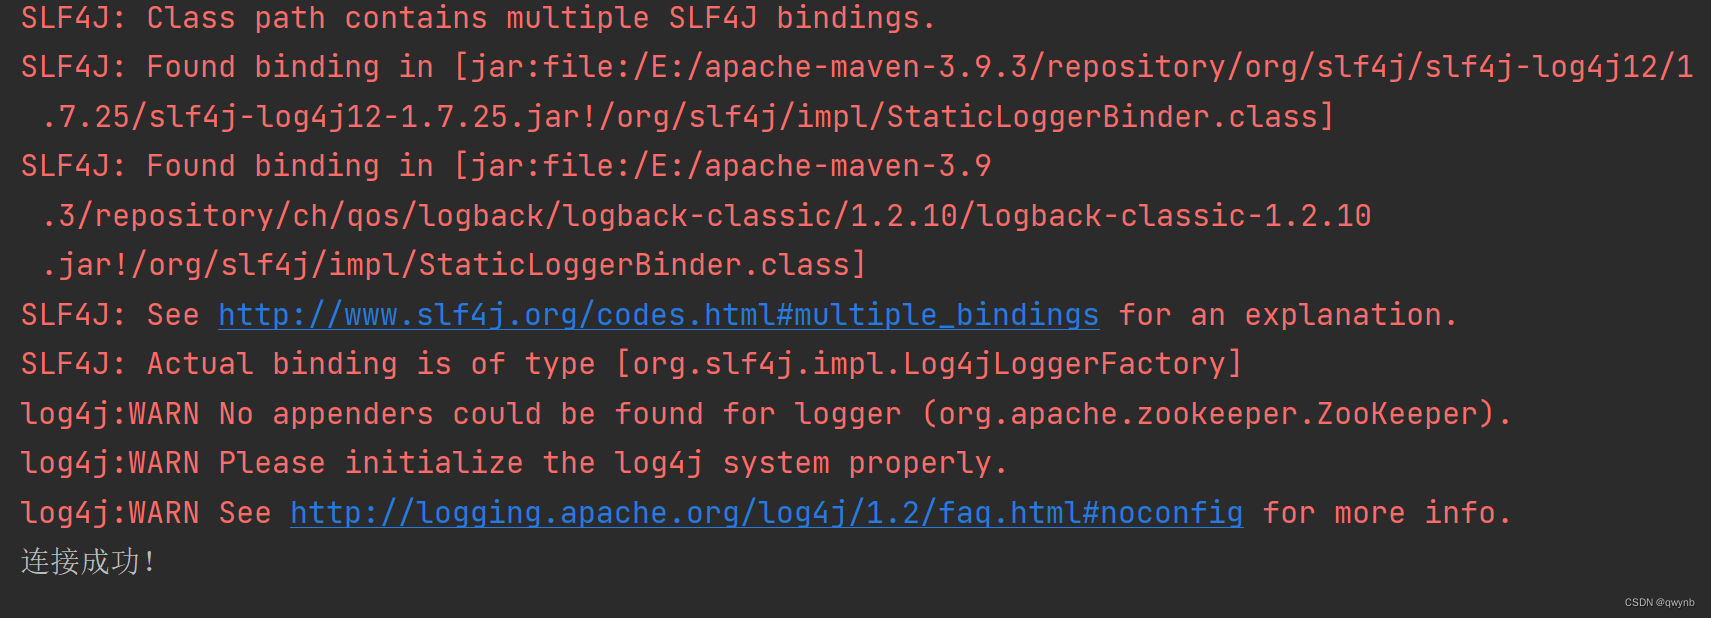 SLF4J: Class path contains multiple SLF4J bindings.
SLF4J: Found binding in [jar:file:/E:/apache-maven-3.9.3/repository/org/slf4j/slf4j-log4j12/1
.7.25/slf4j-log4j12-1.7.25.jar!/org/slf4j/impl/StaticLoggerBinder.class]
SLF4J: Found binding in [jar:file:/E:/apache-maven-3.9
.3/repository/ch/qos/logback/logback-classic/1.2.10/logback-classic-1.2.10
.jar!/org/slf4j/impl/StaticLoggerBinder.class]
SLF4J: See http://www.slf4j.org/codes.html#multiple_bindings for an explanation.
SLF4J: Actual binding is of type [org.slf4j.impl.Log4jLoggerFactory]
log4j:WARN No appenders could be found for logger (org.apache.zookeeper.ZooKeeper).
log4j:WARN Please initialize the log4j system properly.
log4j:WARN See http://logging.apache.org/log4j/1.2/faq.html#noconfig for more info.
连接成功!
CSDN @qwynb